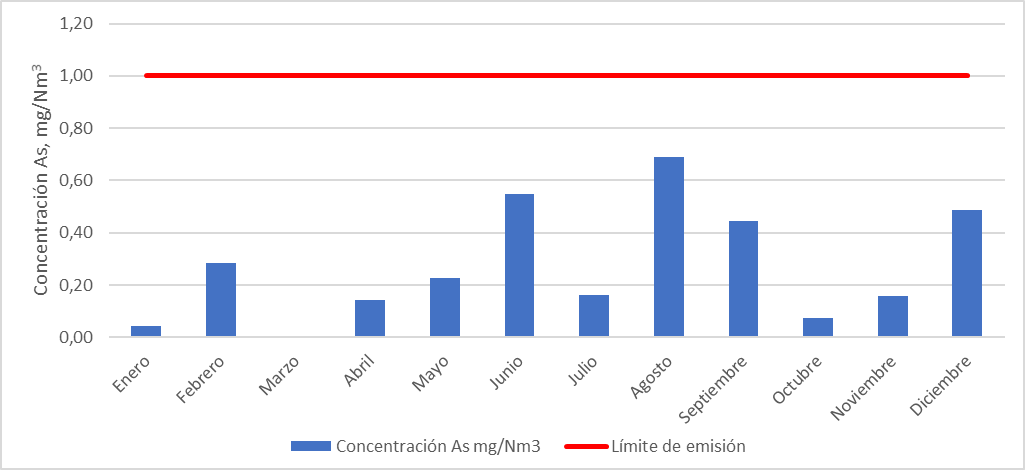 1,20
1,00
0,80
0,60
0,40
0,20
0,00
Concentración As, mg/Nm³
Enero
Febrero
Marzo
Abril
Mayo
Junio
Julio
Agosto
Septiembre
Octubre
Noviembre
Diciembre
Concentración As mg/Nm3
Límite de emisión